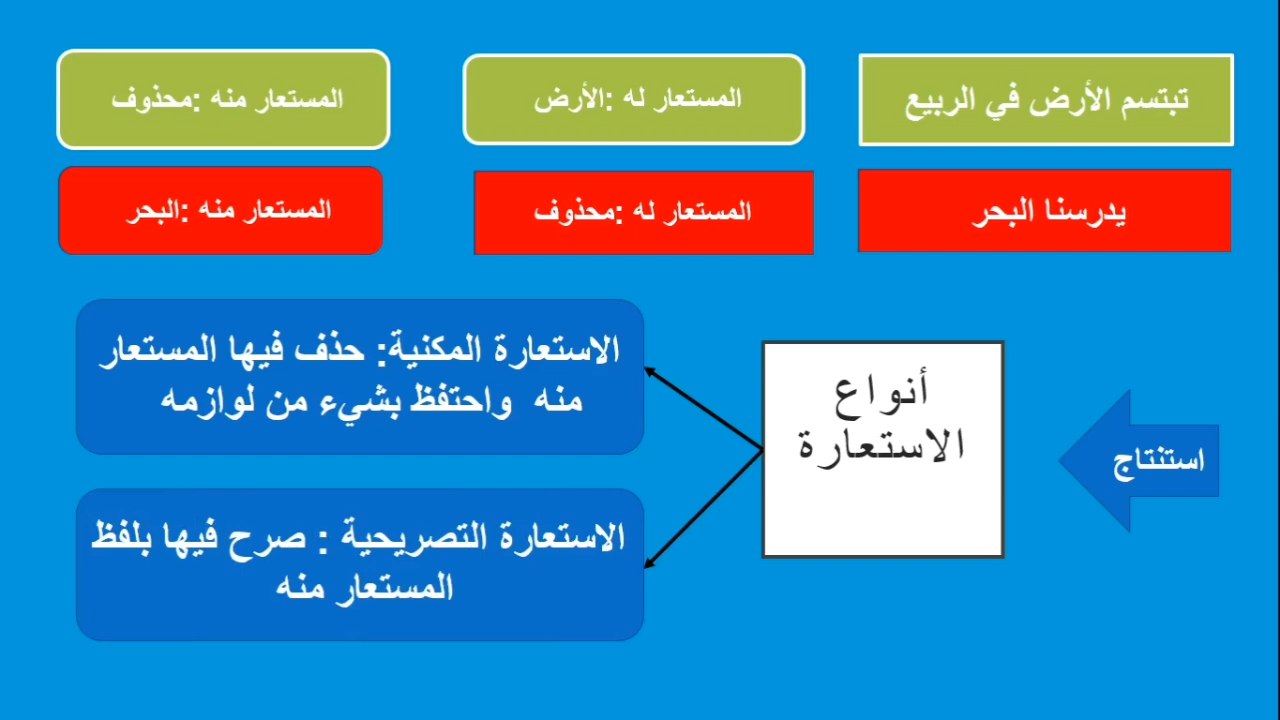 تبتسم الأرض في الربيع
المستعار له :الأرض
المستعار منه :محذوف
يدرسنا البحر
المستعار له :محذوف
المستعار منه :البحر
استنتاج
أنواع
الاستعارة
الاستعارة المكنية: حذف فيها المستعار
منه واحتفظ بشيء من لوازمه
الاستعارة التصريحية : صرح فيها بلفظ
المستعار منه